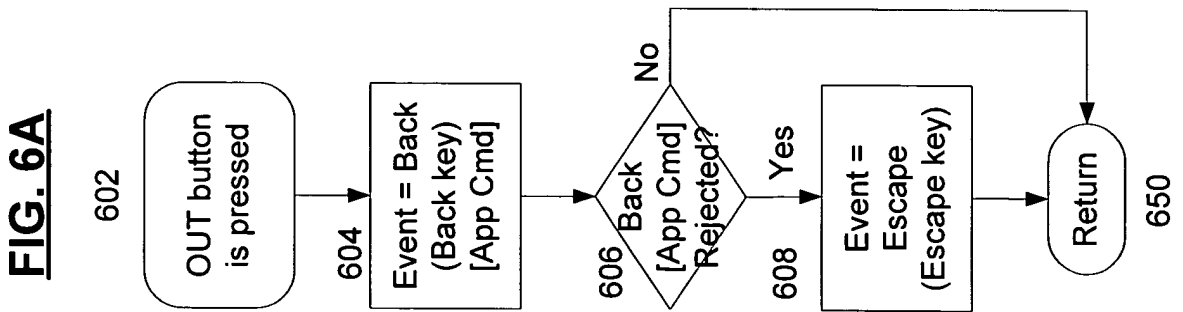 FIG. 6A
602
OUT button
is pressed
604
Event = Back
(Back key)
[App Cmd]
606
Back
[App Cmd]
Rejected?
No
Yes
608
Event =
Escape
(Escape key)
Return
650